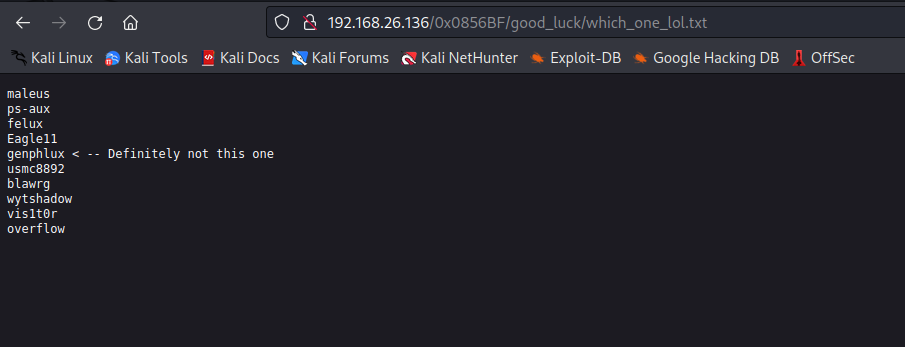 192.168.26.136/0x0856BF/good_luck/which_one_lol.txt
Kali Linux Kali Tools Kali Docs Kali Forums Kali NetHunter Exploit-DB Google Hacking DB OffSec
maleus
ps-aux
felux
Eagle11
genphlux < -- Definitely not this one
usmc8892
blawrg
wytshadow
vis1t0r
overflow